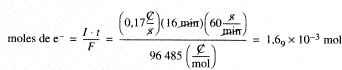 moles de e⁻ = I · t / F = (0,17 C/s)(16 min)(60 s/min) / 96 485 (C/mol) = 1,6₉ × 10⁻³ mol